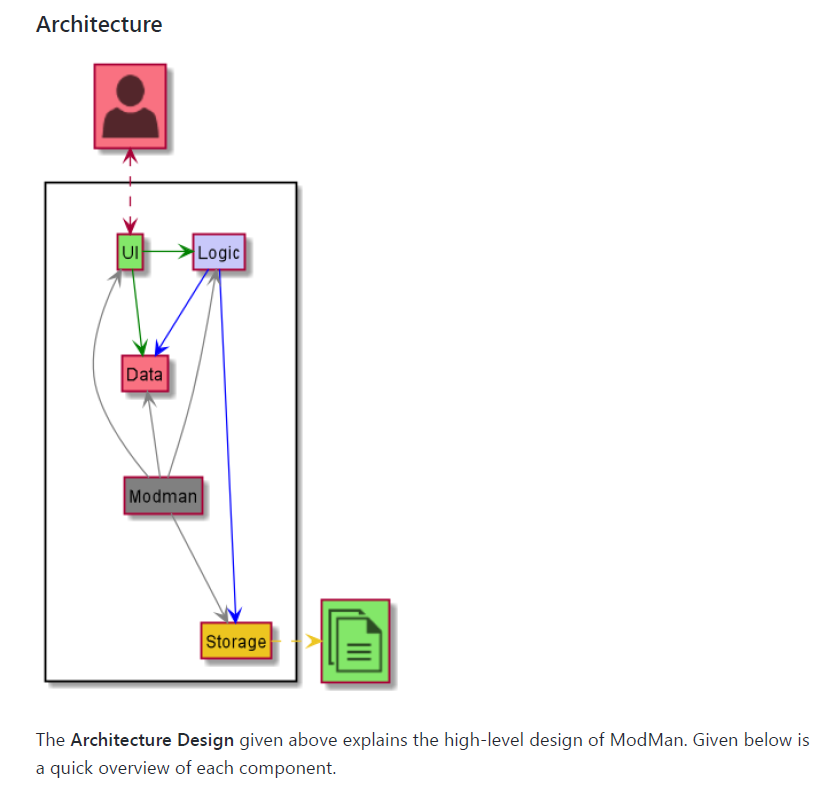 Architecture
UI
Logic
Data
Modman
Storage
The Architecture Design given above explains the high-level design of ModMan. Given below is
a quick overview of each component.